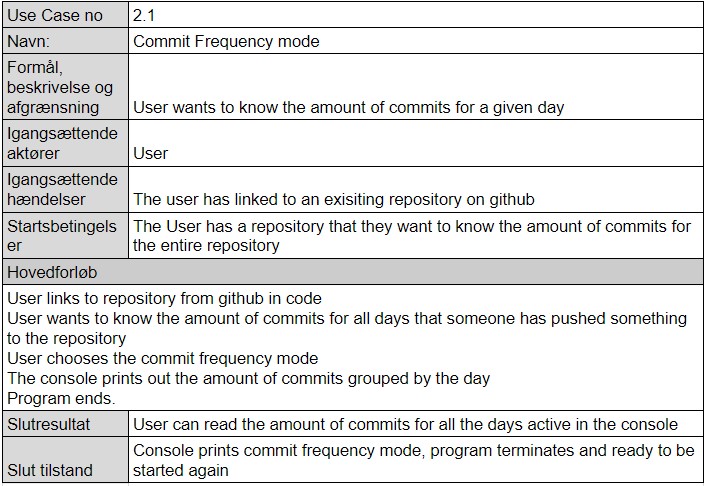 Use Case no 2.1
Navn: Commit Frequency mode
Formål,
beskrivelse og
afgrænsning User wants to know the amount of commits for a given day
Igangsættende
aktører User
Igangsættende
hændelser The user has linked to an exisiting repository on github
Startsbetingels The User has a repository that they want to know the amount of commits for
er the entire repository
Hovedforløb
User links to repository from github in code
User wants to know the amount of commits for all days that someone has pushed something
to the repository
User chooses the commit frequency mode
The console prints out the amount of commits grouped by the day
Program ends.
Slutresultat User can read the amount of commits for all the days active in the console
Console prints commit frequency mode, program terminates and ready to be
Slut tilstand started again